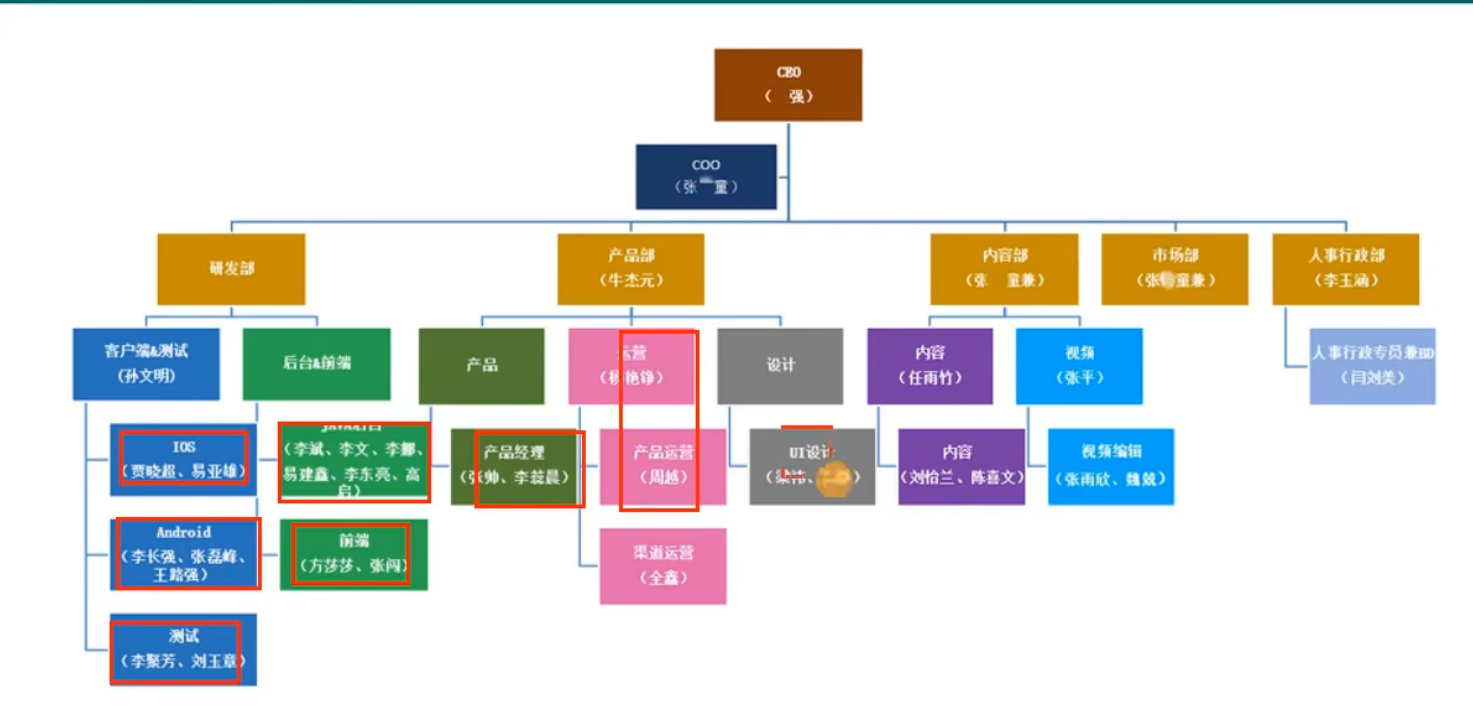 CEO
（ 强）
COO
（张 童）
研发部
产品部
（牛杰元）
内容部
（张 童兼）
市场部
（张 童兼）
人事行政部
（李玉涵）
客户端&测试
(孙文明)
后台&前端
产品
运营
（杨艳铮）
设计
内容
（任雨竹）
视频
（张平）
人事行政专员兼BD
（闫刘美）
IOS
（贾晓超、易亚雄）
JAVA后台
（李斌、李文、李娜、
易建鑫、李东亮、高
启）
产品经理
（张帅、李蕊晨）
产品运营
（周越）
UI设计
内容
（刘怡兰、陈喜文）
视频编辑
（张雨欣、魏兢）
Android
（李长强、张磊峰、
王路强）
前端
（方莎莎、张闯）
渠道运营
（全鑫）
测试
（李聚芳、刘玉章）